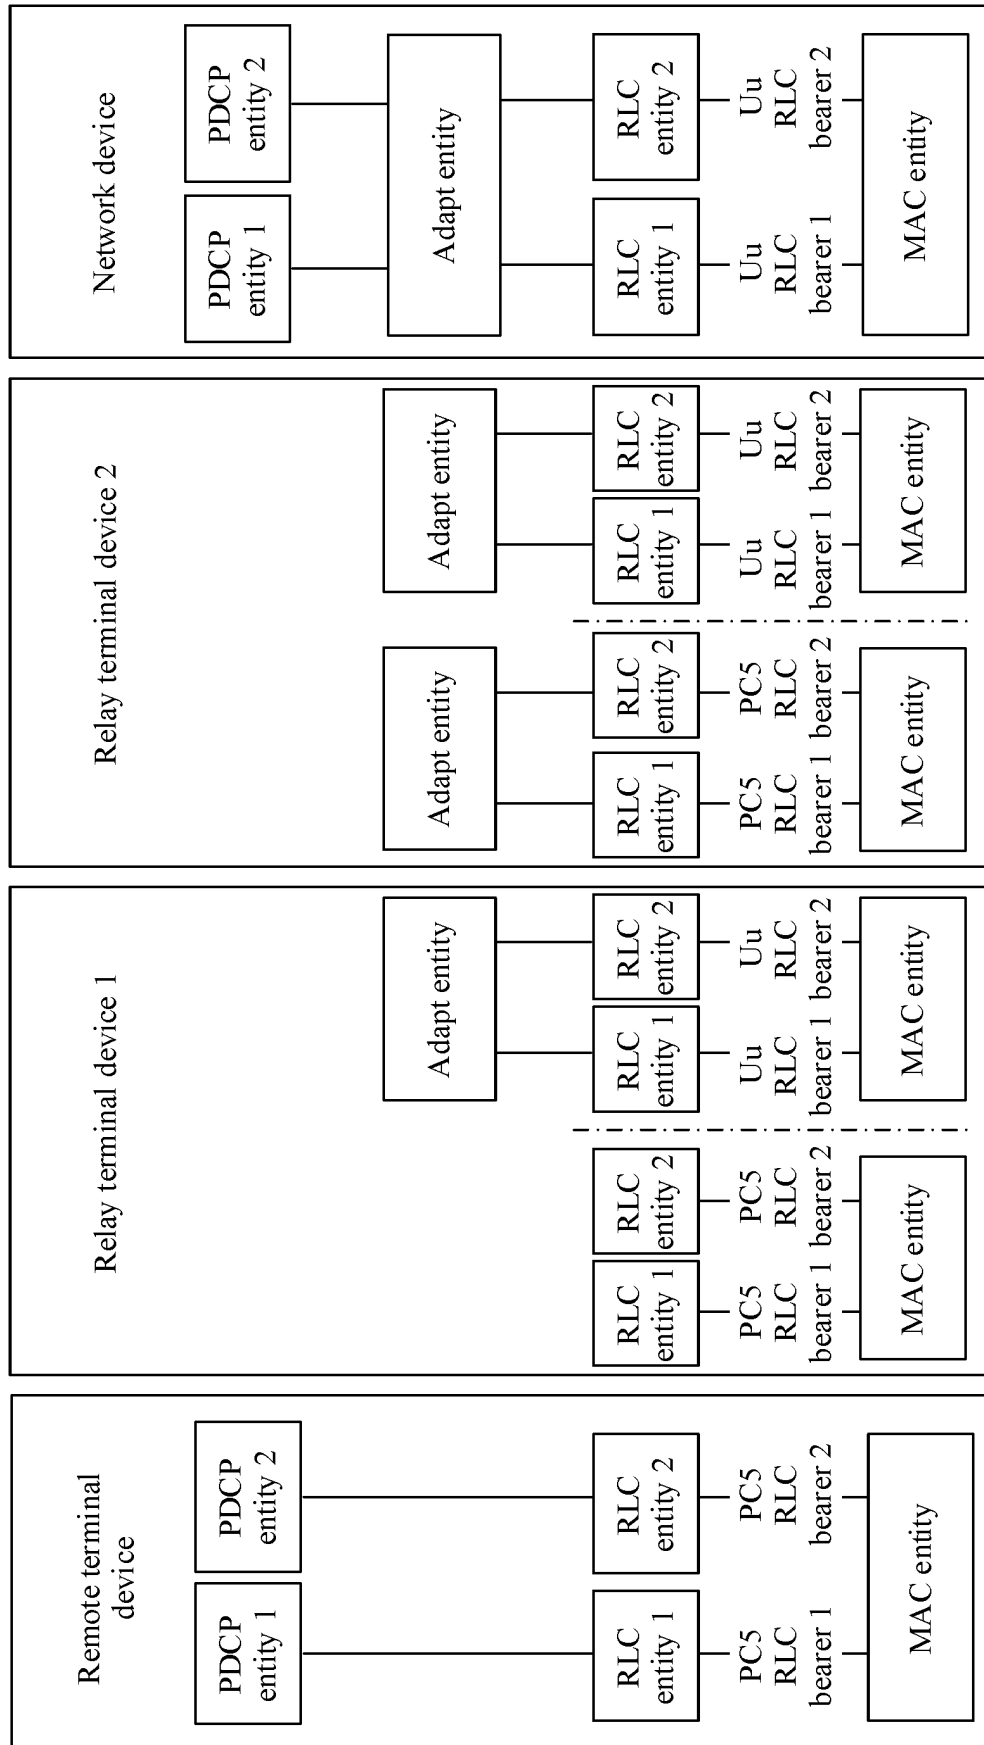 Remote terminal
device
PDCP
entity 1
PDCP
entity 2
RLC
entity 1
RLC
entity 2
PC5
RLC
bearer 1
PC5
RLC
bearer 2
MAC entity
Relay terminal device 1
Adapt entity
RLC
entity 1
RLC
entity 2
RLC
entity 1
RLC
entity 2
PC5
RLC
bearer 1
PC5
RLC
bearer 2
Uu
RLC
bearer 1
Uu
RLC
bearer 2
MAC entity
MAC entity
Relay terminal device 2
Adapt entity
Adapt entity
RLC
entity 1
RLC
entity 2
RLC
entity 1
RLC
entity 2
PC5
RLC
bearer 1
PC5
RLC
bearer 2
Uu
RLC
bearer 1
Uu
RLC
bearer 2
MAC entity
MAC entity
Network device
PDCP
entity 1
PDCP
entity 2
Adapt entity
RLC
entity 1
RLC
entity 2
Uu
RLC
bearer 1
Uu
RLC
bearer 2
MAC entity